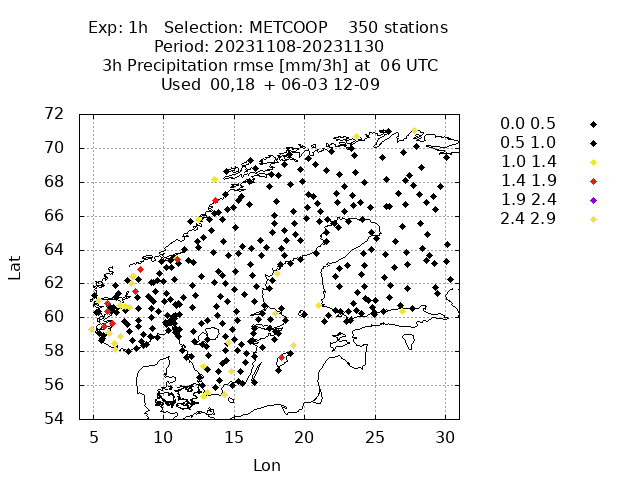 Exp: 1h   Selection: METCOOP    350 stations
Period: 20231108-20231130
3h Precipitation rmse [mm/3h] at  06 UTC
Used  00,18  + 06-03 12-09
72
70
68
66
64
62
60
58
56
54
Lat
5 10 15 20 25 30
Lon
0.0 0.5
0.5 1.0
1.0 1.4
1.4 1.9
1.9 2.4
2.4 2.9